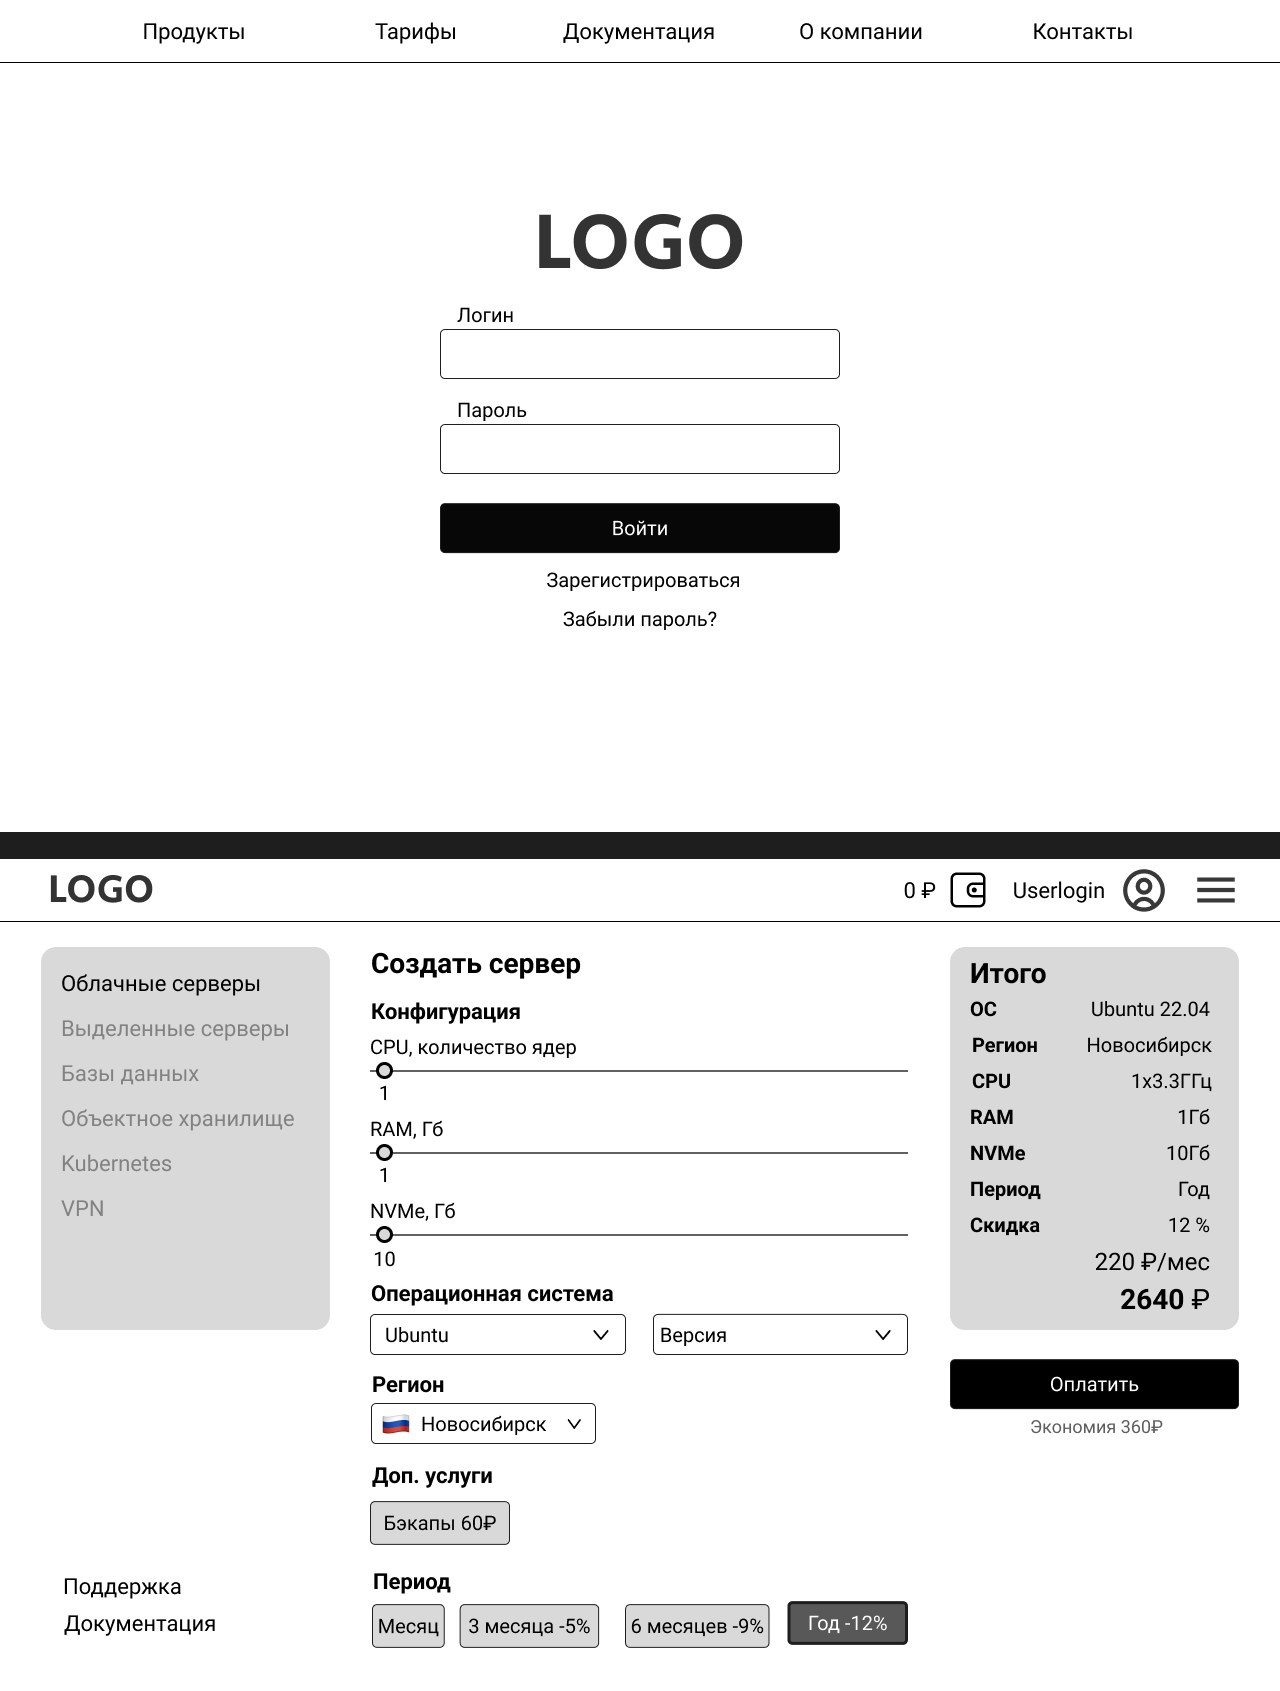 Продукты Тарифы Документация О компании Контакты
LOGO
Логин
Пароль
Войти
Зарегистрироваться
Забыли пароль?
LOGO 0 ₽ Userlogin
Облачные серверы
Выделенные серверы
Базы данных
Объектное хранилище
Kubernetes
VPN
Поддержка
Документация
Создать сервер
Конфигурация
CPU, количество ядер
1
RAM, Гб
1
NVMe, Гб
10
Операционная система
Ubuntu Версия
Регион
Новосибирск
Доп. услуги
Бэкапы 60₽
Период
Месяц 3 месяца -5% 6 месяцев -9% Год -12%
Итого
ОС Ubuntu 22.04
Регион Новосибирск
CPU 1x3.3ГГц
RAM 1Гб
NVMe 10Гб
Период Год
Скидка 12 %
220 ₽/мес
2640 ₽
Оплатить
Экономия 360₽